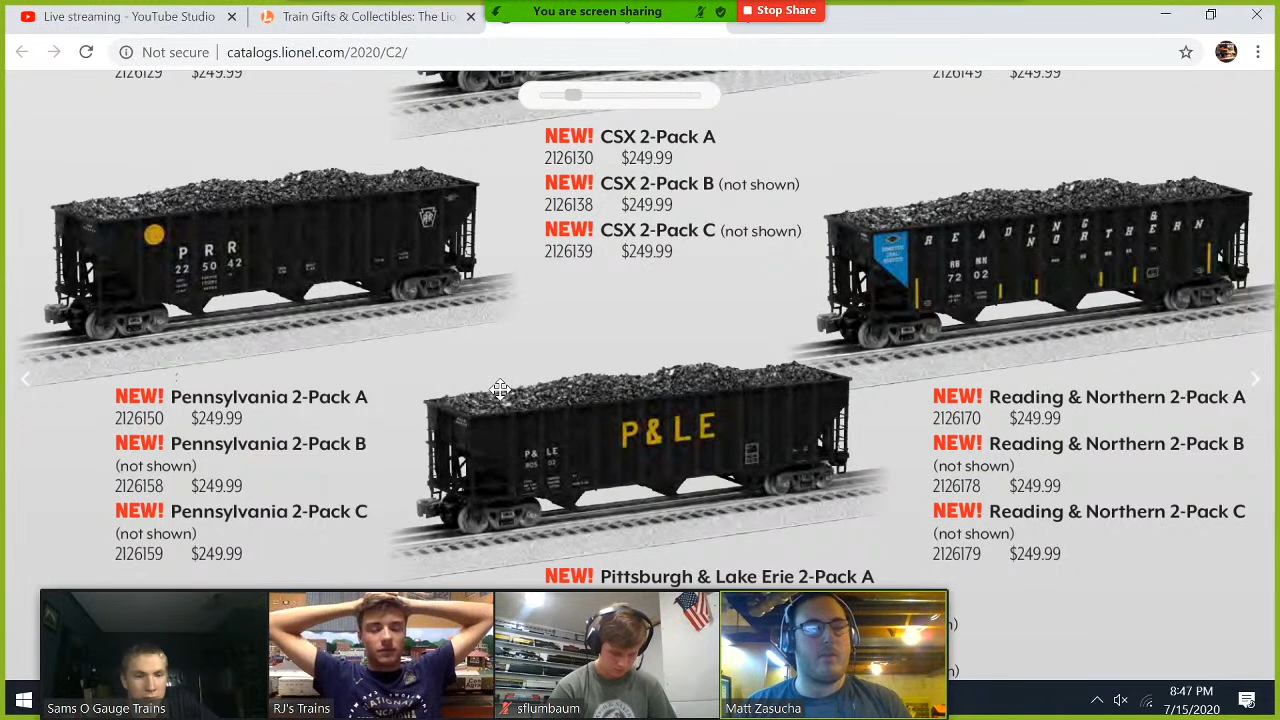 Live streaming - YouTube Studio
Train Gifts & Collectibles: The Lio
You are screen sharing
Stop Share
Not secure
catalogs.lionel.com/2020/C2/
2126129 $249.99
2126149 $249.99
NEW! CSX 2-Pack A
2126130 $249.99
NEW! CSX 2-Pack B (not shown)
2126138 $249.99
NEW! CSX 2-Pack C (not shown)
2126139 $249.99
PRR
225042
READING &
NORTHERN
RBMN
7202
NEW! Pennsylvania 2-Pack A
2126150 $249.99
NEW! Pennsylvania 2-Pack B
(not shown)
2126158 $249.99
NEW! Pennsylvania 2-Pack C
(not shown)
2126159 $249.99
P&LE
P&LE
80502
NEW! Reading & Northern 2-Pack A
2126170 $249.99
NEW! Reading & Northern 2-Pack B
(not shown)
2126178 $249.99
NEW! Reading & Northern 2-Pack C
(not shown)
2126179 $249.99
NEW! Pittsburgh & Lake Erie 2-Pack A
Sams O Gauge Trains
RJ's Trains
sflumbaum
Matt Zasucha
8:47 PM
7/15/2020